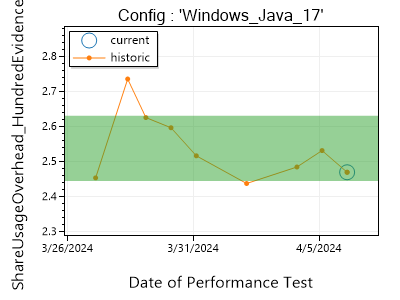 Config : 'Windows_Java_17'
current
historic
ShareUsageOverhead_HundredEvidence
2.8
2.7
2.6
2.5
2.4
2.3
3/26/2024
3/31/2024
4/5/2024
Date of Performance Test